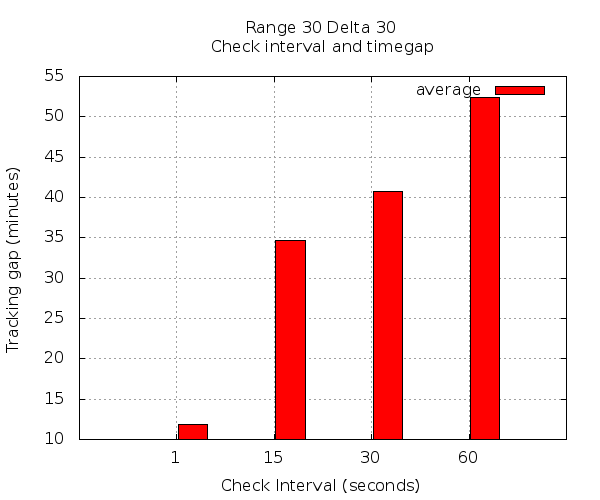 Range 30 Delta 30
Check interval and timegap
average
55
50
45
40
35
30
25
20
15
10
Tracking gap (minutes)
1 15 30 60
Check Interval (seconds)